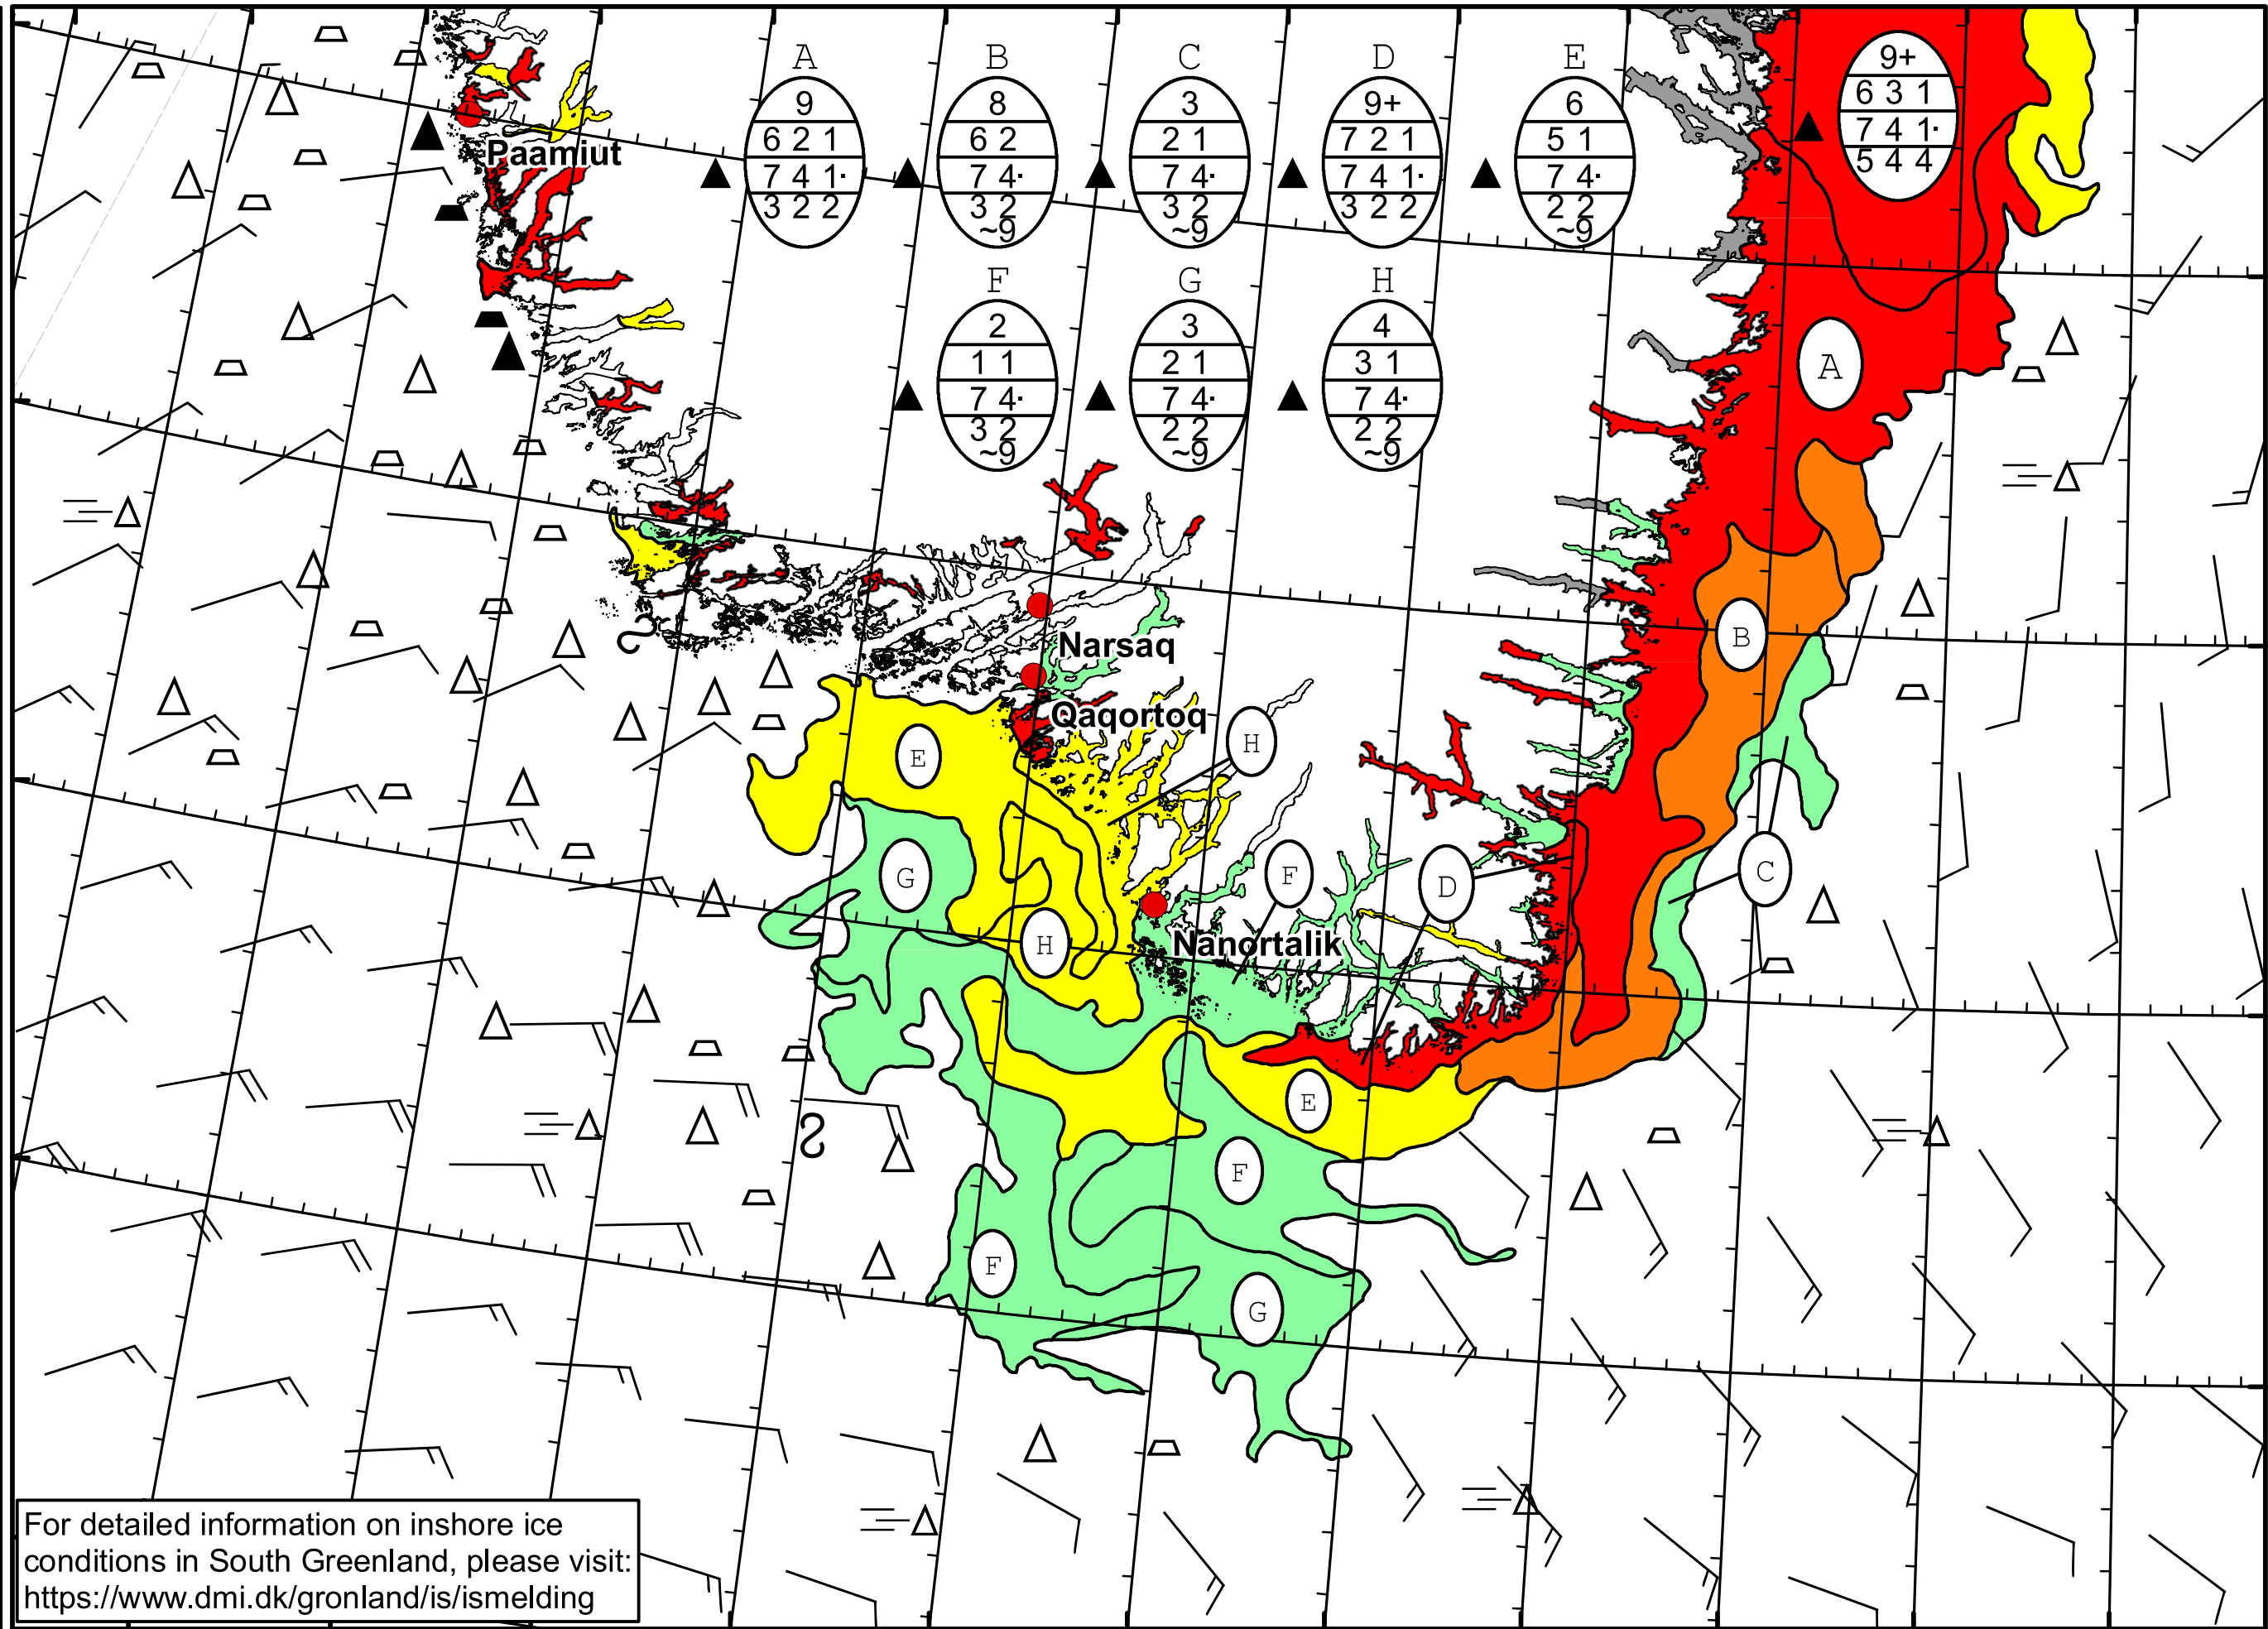 A B C D E
9 8 3 9+ 6 9+
6 2 1 6 2 2 1 7 2 1 5 1 6 3 1
7 4 1· 7 4· 7 4· 7 4 1· 7 4· 7 4 1·
3 2 2 3 2 3 2 3 2 2 2 2 5 4 4
~9 ~9 ~9
Paamiut
F G H
2 3 4
1 1 2 1 3 1
7 4· 7 4· 7 4·
3 2 2 2 2 2
~9 ~9 ~9
A
B
Narsaq
Qaqortoq
H
E
G
F
D
C
H
Nanortalik
E
F
F
G
For detailed information on inshore ice
conditions in South Greenland, please visit:
https://www.dmi.dk/gronland/is/ismelding